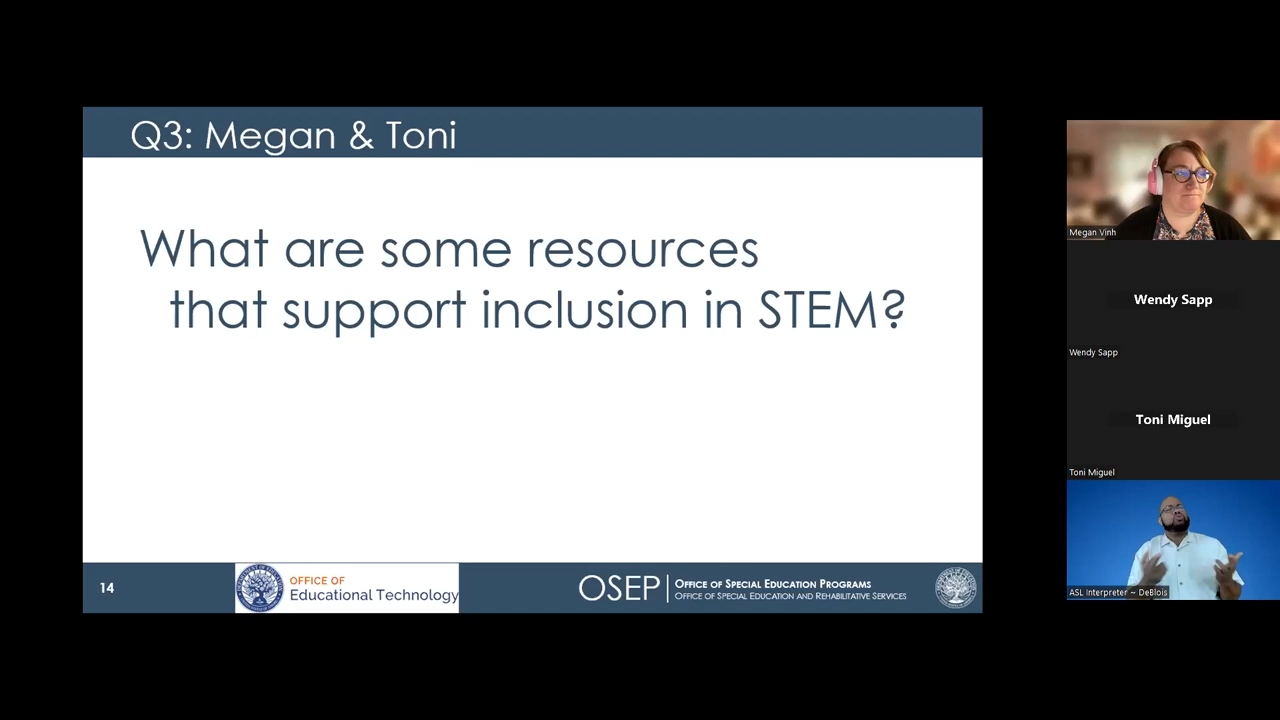 Q3: Megan & Toni
What are some resources
that support inclusion in STEM?
14
OFFICE OF
Educational Technology
OSEP
OFFICE OF SPECIAL EDUCATION PROGRAMS
OFFICE OF SPECIAL EDUCATION AND REHABILITATIVE SERVICES
Megan Vinh
Wendy Sapp
Wendy Sapp
Toni Miguel
Toni Miguel
ASL Interpreter ~ DeBlois